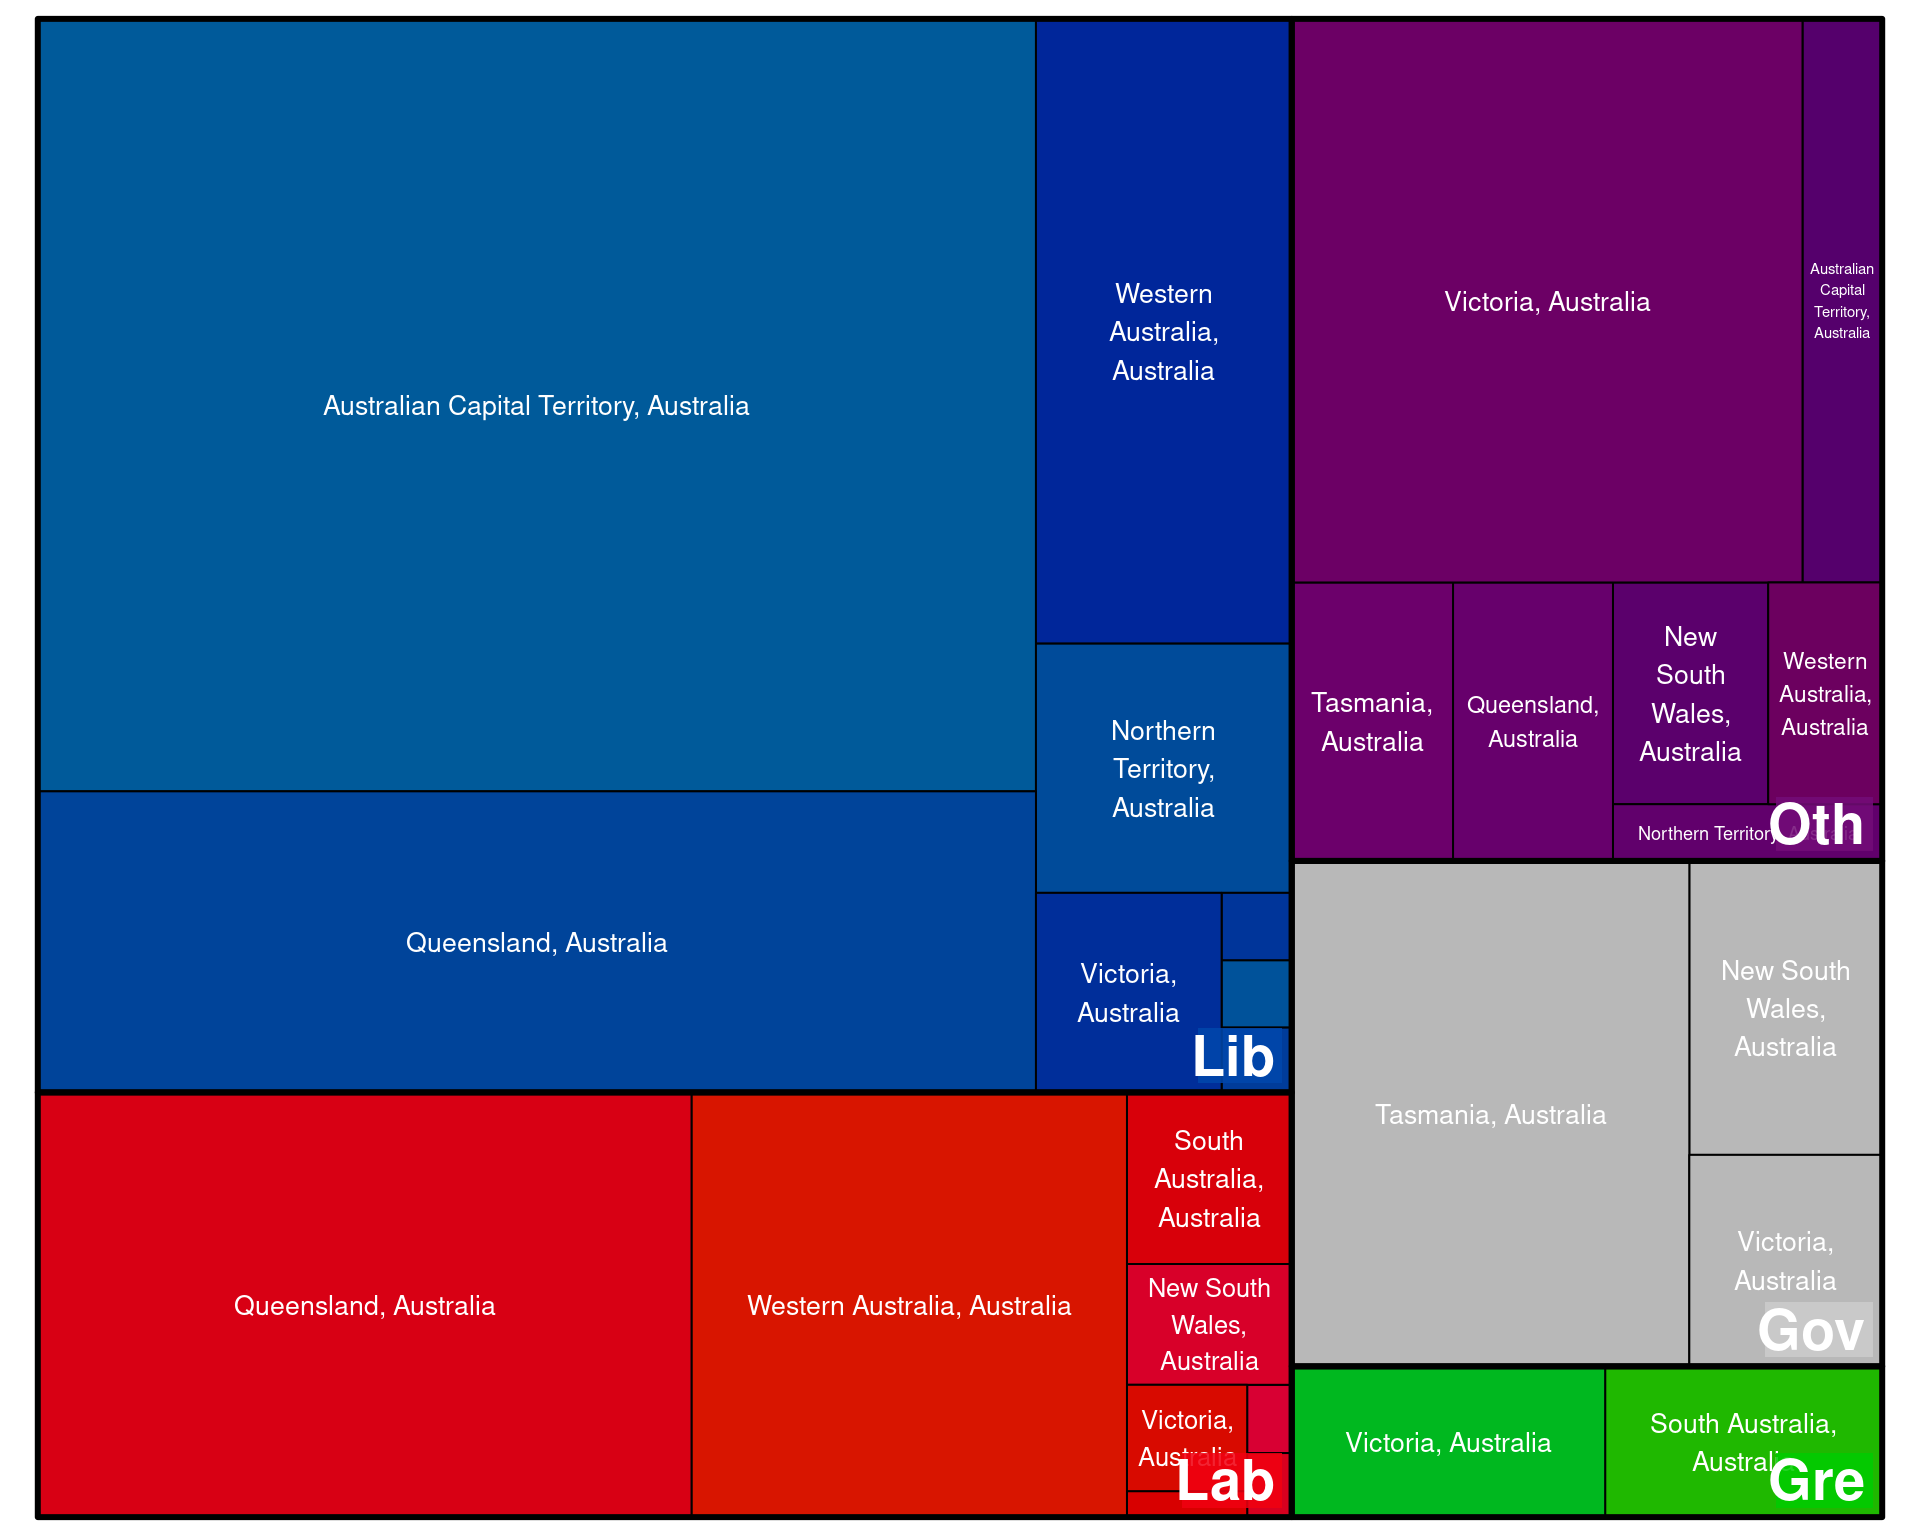 Australian Capital Territory, Australia
Western
Australia,
Australia
Northern
Territory,
Australia
Queensland, Australia
Victoria,
Australia
Lib
Victoria, Australia
Australian
Capital
Territory,
Australia
Tasmania,
Australia
Queensland,
Australia
New
South
Wales,
Australia
Western
Australia,
Australia
Northern Territory,
Oth
Queensland, Australia
Western Australia, Australia
South
Australia,
Australia
New South
Wales,
Australia
Victoria,
Australia
Lab
Tasmania, Australia
New South
Wales,
Australia
Victoria,
Australia
Gov
Victoria, Australia
South Australia,
Australia
Gre